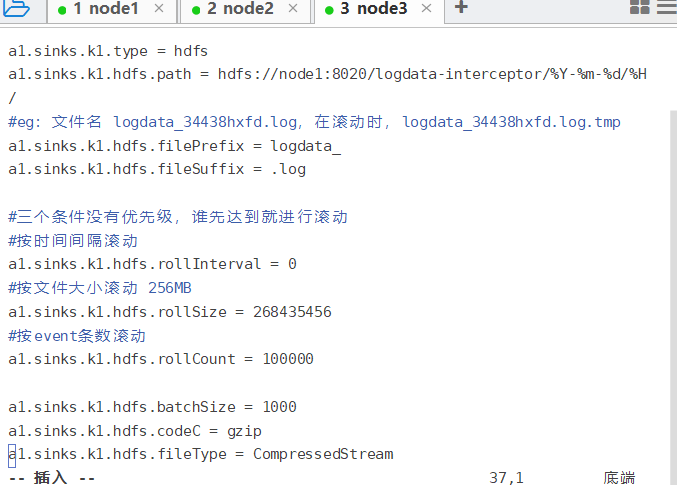 1 node1 × 2 node2 × 3 node3 × +
a1.sinks.k1.type = hdfs
a1.sinks.k1.hdfs.path = hdfs://node1:8020/logdata-interceptor/%Y-%m-%d/%H
/
#eg: 文件名 logdata_34438hxfd.log，在滚动时，logdata_34438hxfd.log.tmp
a1.sinks.k1.hdfs.filePrefix = logdata_
a1.sinks.k1.hdfs.fileSuffix = .log
#三个条件没有优先级，谁先达到就进行滚动
#按时间间隔滚动
a1.sinks.k1.hdfs.rollInterval = 0
#按文件大小滚动 256MB
a1.sinks.k1.hdfs.rollSize = 268435456
#按event条数滚动
a1.sinks.k1.hdfs.rollCount = 100000
a1.sinks.k1.hdfs.batchSize = 1000
a1.sinks.k1.hdfs.codeC = gzip
a1.sinks.k1.hdfs.fileType = CompressedStream
-- 插入 -- 37,1 底端